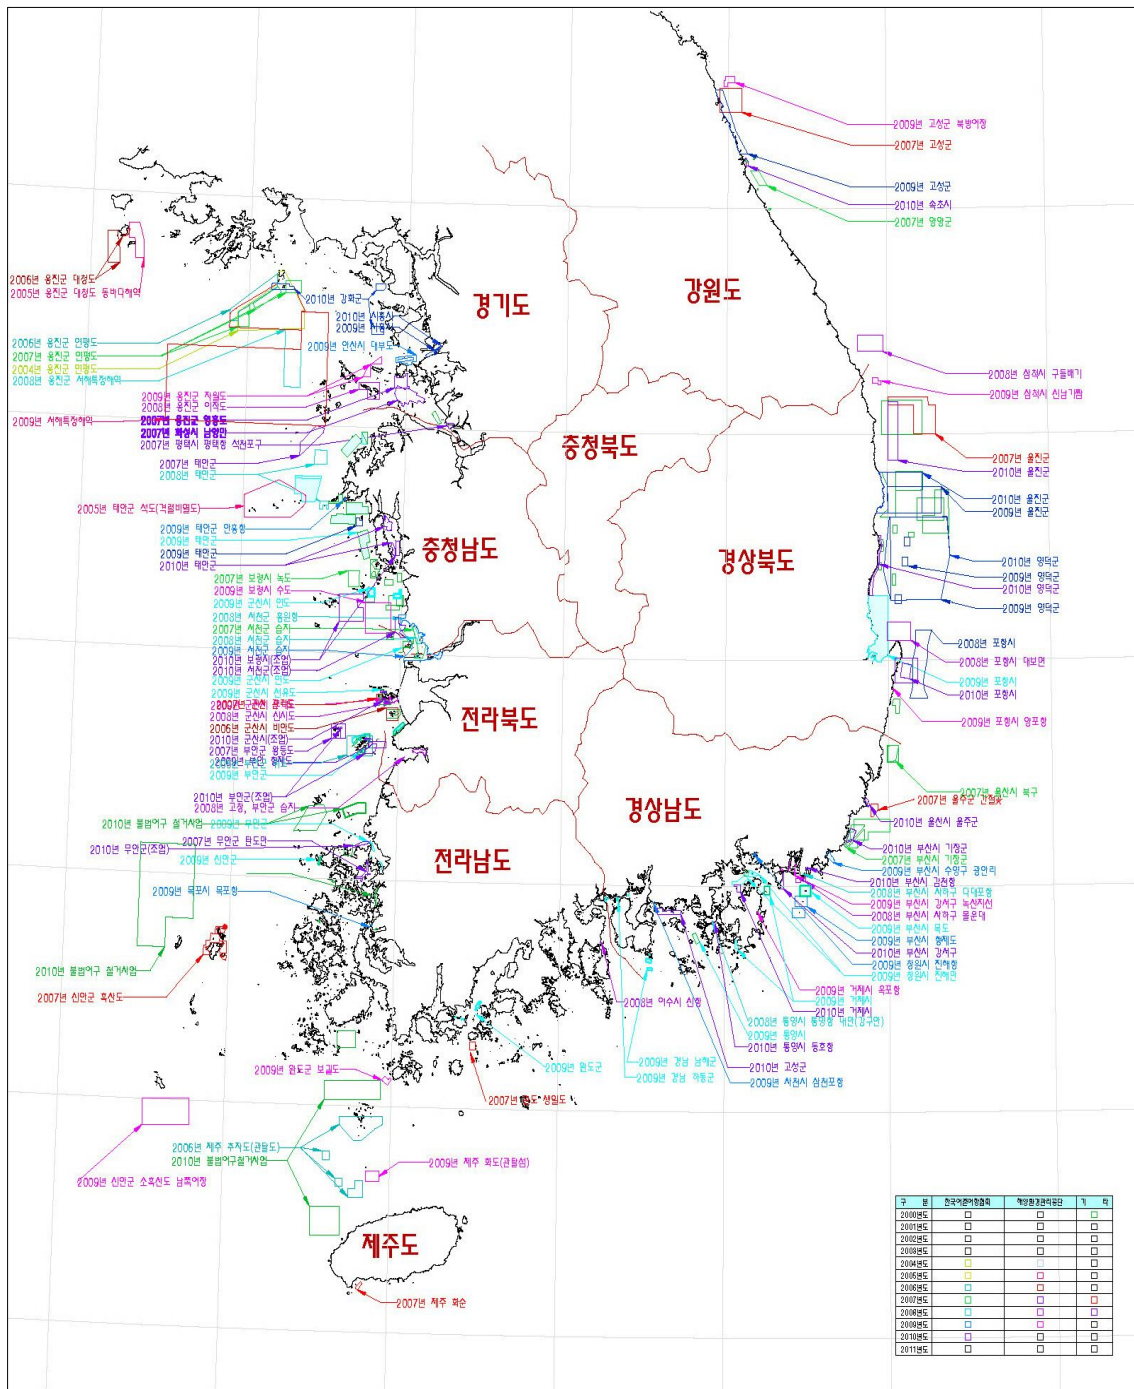 2009년 고성군 북방어장
2007년 고성군
2009년 고성군
2010년 속초시
2007년 양양군
2006년 옹진군 대청도
2005년 옹진군 대청도 동바다해역
경기도
강원도
2010년 강화군
2010년 시흥시
2009년 시흥시
2009년 안산시 대부도
2006년 옹진군 연평도
2007년 옹진군 연평도
2004년 옹진군 연평도
2008년 옹진군 서해특정해역
2008년 삼척시 구들배기
2009년 삼척시 신남기짬
2009년 옹진군 자월도
2008년 옹진군 이작도
2009년 서해특정해역
2007년 옹진군 영흥도
2007년 화성시 남양만
2007년 평택시 평택항 석천포구
충청북도
2007년 울진군
2010년 울진군
2007년 태안군
2008년 태안군
2010년 울진군
2009년 울진군
2005년 태안군 석도(격렬비열도)
2009년 태안군 안흥항
2009년 태안군
2009년 태안군
2010년 태안군
충청남도
경상북도
2010년 영덕군
2009년 영덕군
2010년 영덕군
2009년 영덕군
2007년 보령시 녹도
2009년 보령시 수도
2009년 군산시 연도
2008년 서천군 홍원항
2007년 서천군 습지
2008년 서천군 습지
2009년 서천군 습지
2010년 보령시(조업)
2010년 서천군(조업)
2009년 군산시 연도
2008년 포항시
2008년 포항시 대보면
2009년 포항시
2010년 포항시
2009년 포항시 양포항
2009년 군산시 선유도
2008년 군산시 신시도
2006년 군산시 비안도
2010년 군산시(조업)
2007년 부안군 왕등도
2009년 부안군
전라북도
2010년 부안군(조업)
2008년 고창, 부안군 습지
경상남도
2007년 울산시 북구
2007년 울주군 간절곶
2010년 울산시 울주군
2010년 불법어구 철거사업
2009년 부안군
2007년 무안군 탄도만
2010년 무안군(조업)
2009년 신안군
전라남도
2010년 부산시 기장군
2007년 부산시 기장군
2009년 부산시 수영구 광안리
2010년 부산시 감천항
2008년 부산시 사하구 다대포항
2009년 부산시 강서구 녹산지선
2008년 부산시 사하구 몰운대
2009년 부산시 목도
2009년 부산시 형제도
2010년 부산시 강서구
2009년 창원시 진해항
2009년 창원시 진해만
2009년 목포시 목포항
2010년 불법어구 철거사업
2007년 신안군 흑산도
2009년 거제시 옥포항
2009년 거제시
2010년 거제시
2008년 여수시 신항
2008년 통영시 통영항 내면(강구안)
2009년 통영시
2010년 통영시 동호항
2009년 경남 남해군
2010년 고성군
2009년 경남 하동군
2009년 사천시 삼천포항
2009년 완도군
2009년 완도군 보길도
2007년 완도 생일도
2006년 제주 추자도(관탈도)
2010년 불법어구철거사업
2009년 제주 화도(관탈섬)
2009년 신안군 소흑산도 남쪽어장
제주도
2007년 제주 화순
구 분 한국어촌어항협회 해양환경관리공단 기 타
2000년도
2001년도
2002년도
2003년도
2004년도
2005년도
2006년도
2007년도
2008년도
2009년도
2010년도
2011년도